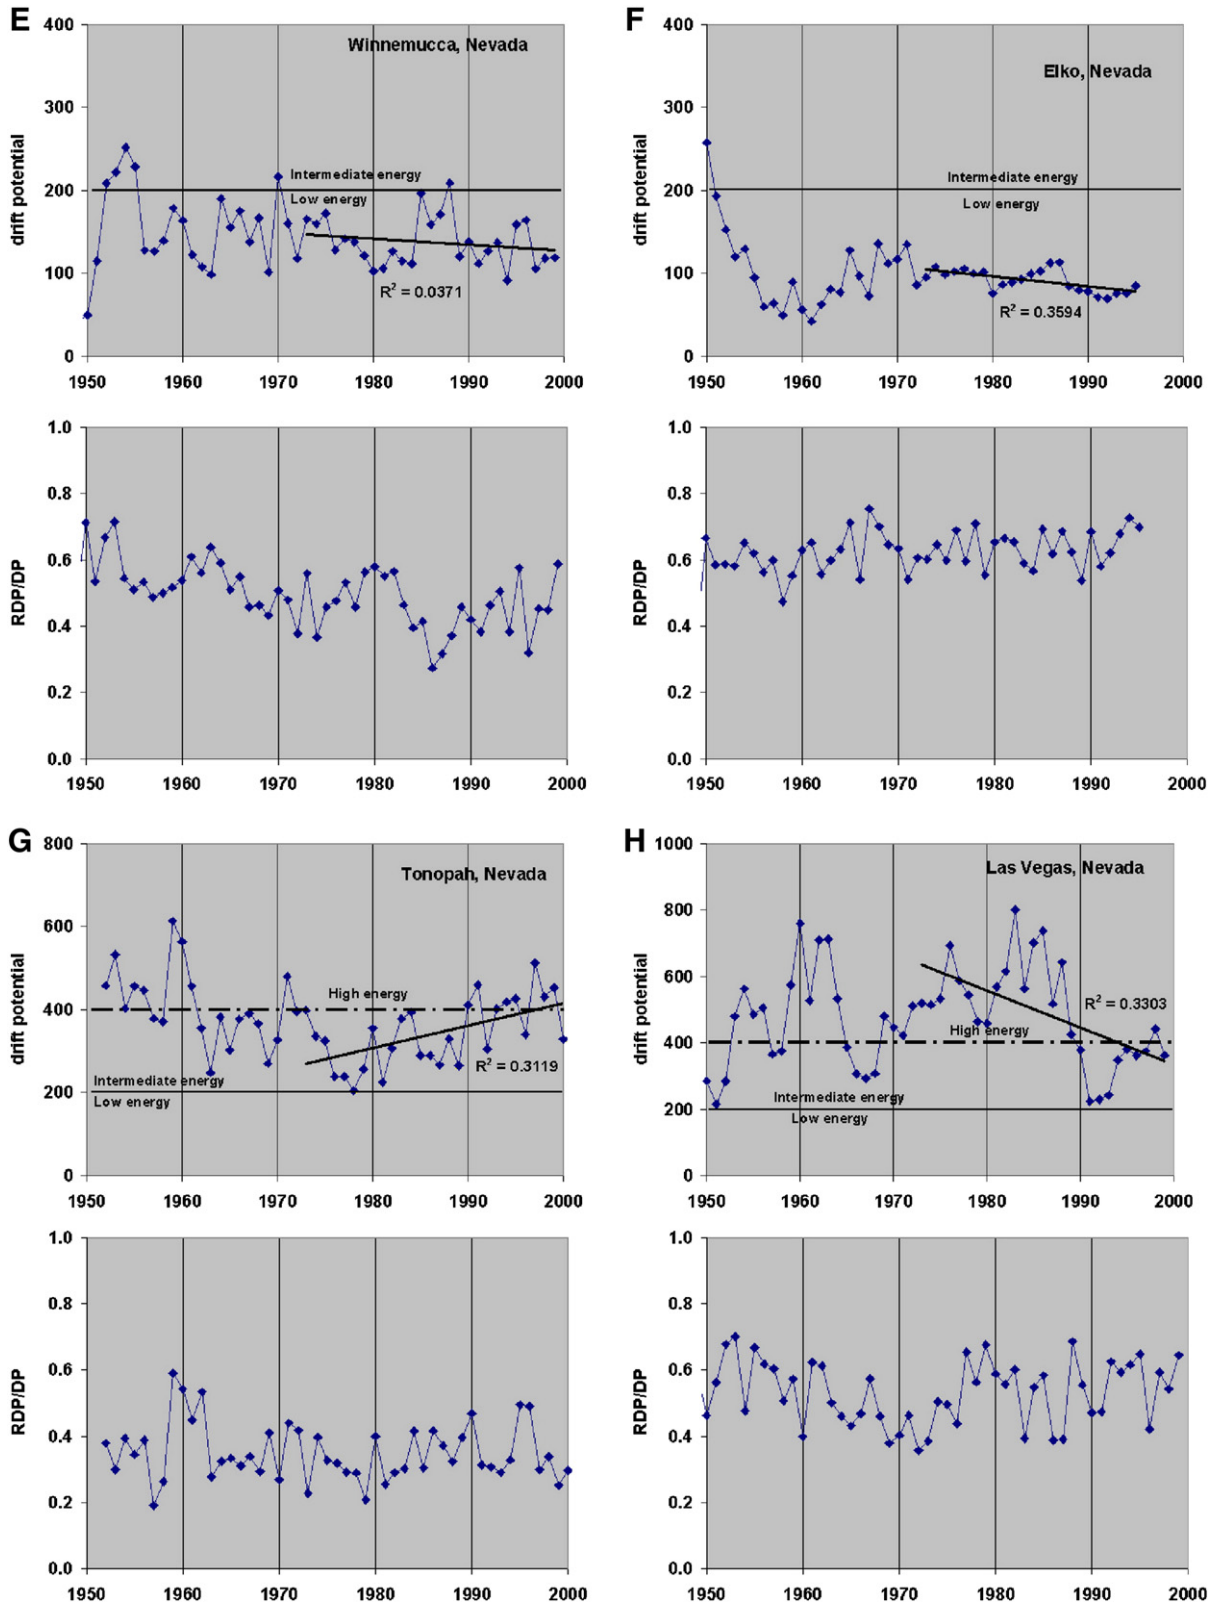 E
Winnemucca, Nevada
400
300
200
100
0
drift potential
Intermediate energy
Low energy
R² = 0.0371
1950 1960 1970 1980 1990 2000
1.0
0.8
0.6
0.4
0.2
0.0
RDP/DP
1950 1960 1970 1980 1990 2000
F
Elko, Nevada
400
300
200
100
0
drift potential
Intermediate energy
Low energy
R² = 0.3594
1950 1960 1970 1980 1990 2000
1.0
0.8
0.6
0.4
0.2
0.0
RDP/DP
1950 1960 1970 1980 1990 2000
G
Tonopah, Nevada
800
600
400
200
0
drift potential
High energy
Intermediate energy
Low energy
R² = 0.3119
1950 1960 1970 1980 1990 2000
1.0
0.8
0.6
0.4
0.2
0.0
RDP/DP
1950 1960 1970 1980 1990 2000
H
Las Vegas, Nevada
1000
800
600
400
200
0
drift potential
R² = 0.3303
High energy
Intermediate energy
Low energy
1950 1960 1970 1980 1990 2000
1.0
0.8
0.6
0.4
0.2
0.0
RDP/DP
1950 1960 1970 1980 1990 2000